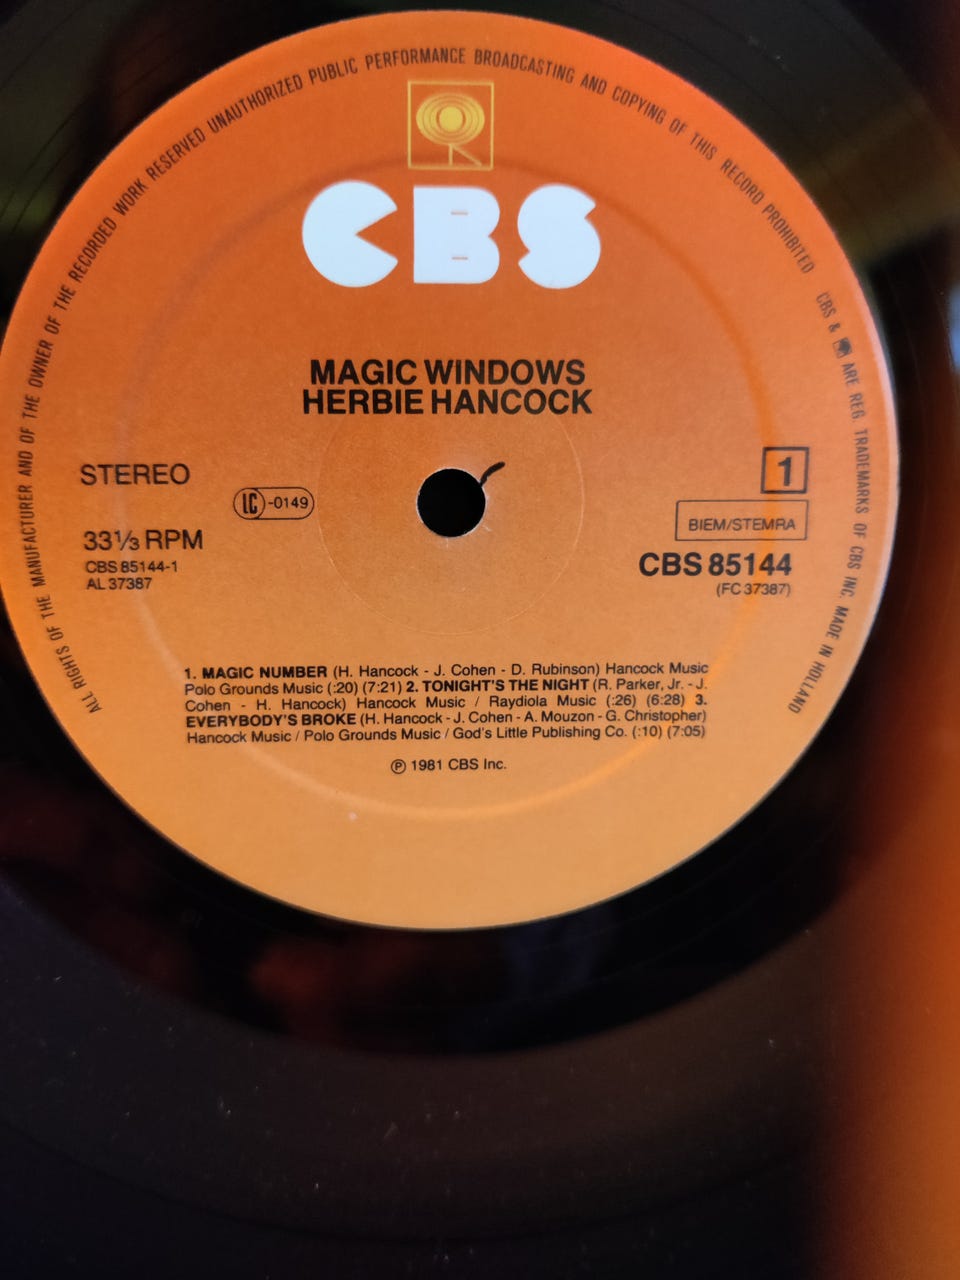 ALL RIGHTS OF THE MANUFACTURER AND OF THE OWNER OF THE RECORDED WORK RESERVED UNAUTHORIZED PUBLIC PERFORMANCE BROADCASTING AND COPYING OF THIS RECORD PROHIBITED
CBS & ARE REG. TRADEMARKS OF CBS INC. MADE IN HOLLAND
CBS
MAGIC WINDOWS
HERBIE HANCOCK
STEREO
LC-0149
33⅓ RPM
CBS 85144-1
AL 37387
1
BIEM/STEMRA
CBS 85144
(FC 37387)
1. MAGIC NUMBER (H. Hancock - J. Cohen - D. Rubinson) Hancock Music
Polo Grounds Music (:20) (7:21) 2. TONIGHT'S THE NIGHT (R. Parker, Jr. - J.
Cohen - H. Hancock) Hancock Music / Raydiola Music (:26) (6:28) 3.
EVERYBODY'S BROKE (H. Hancock - J. Cohen - A. Mouzon - G. Christopher)
Hancock Music / Polo Grounds Music / God's Little Publishing Co. (:10) (7:05)
℗ 1981 CBS Inc.